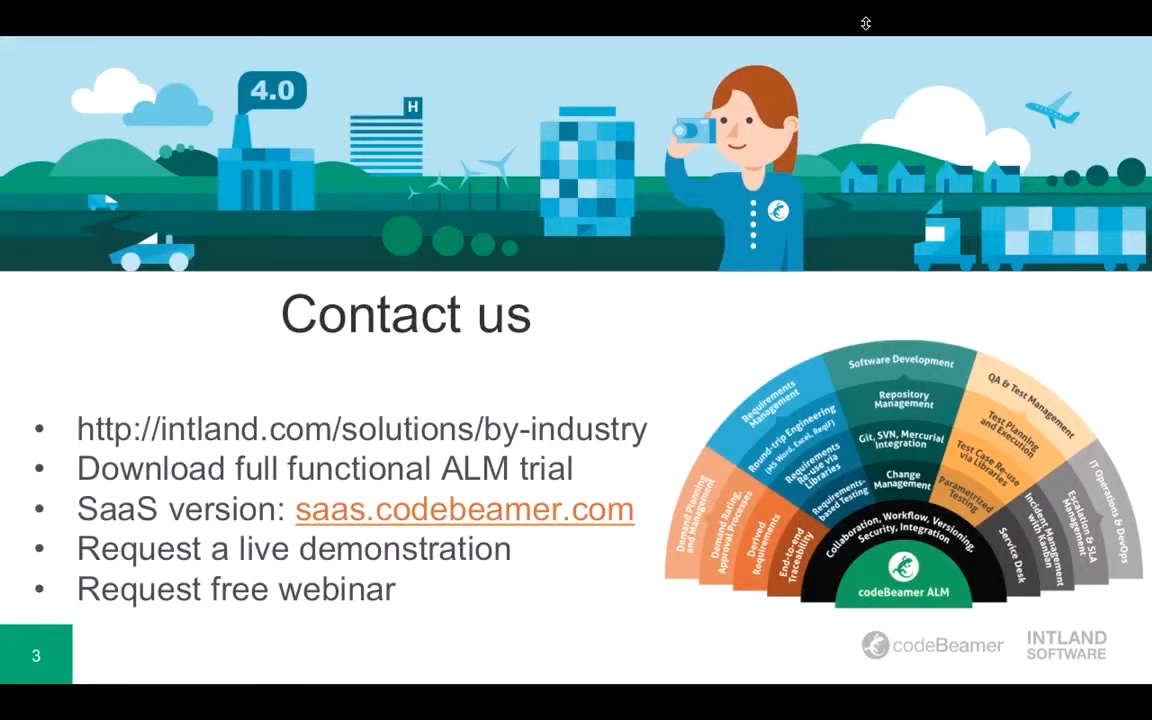 4.0
H
Contact us
• http://intland.com/solutions/by-industry
• Download full functional ALM trial
• SaaS version: saas.codebeamer.com
• Request a live demonstration
• Request free webinar
Demand Planning
and Management
Demand Rating,
Approval Processes
Derived
Requirements
End-to-end
Traceability
Requirements
Management
Round-trip Engineering
(MS Word, Excel, ReqIF)
Requirements
Re-use via
Libraries
Requirements-
based Testing
Software Development
Repository
Management
Git, SVN, Mercurial
Integration
Change
Management
QA & Test Management
Test Planning
and Execution
Test Case Re-use
via Libraries
Parametrized
Testing
IT Operations & DevOps
Escalation & SLA
Management
Incident Management
with Kanban
Service Desk
Collaboration, Workflow, Versioning,
Security, Integration
codeBeamer ALM
3
codeBeamer
INTLAND
SOFTWARE